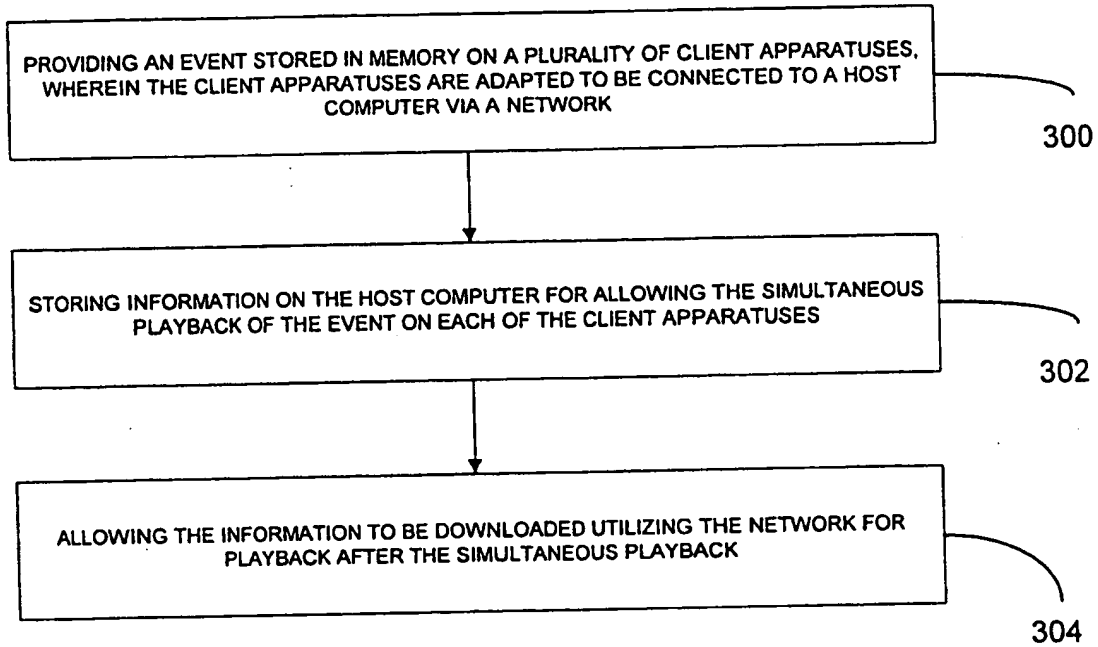 PROVIDING AN EVENT STORED IN MEMORY ON A PLURALITY OF CLIENT APPARATUSES,
WHEREIN THE CLIENT APPARATUSES ARE ADAPTED TO BE CONNECTED TO A HOST
COMPUTER VIA A NETWORK
300
STORING INFORMATION ON THE HOST COMPUTER FOR ALLOWING THE SIMULTANEOUS
PLAYBACK OF THE EVENT ON EACH OF THE CLIENT APPARATUSES
302
ALLOWING THE INFORMATION TO BE DOWNLOADED UTILIZING THE NETWORK FOR
PLAYBACK AFTER THE SIMULTANEOUS PLAYBACK
304